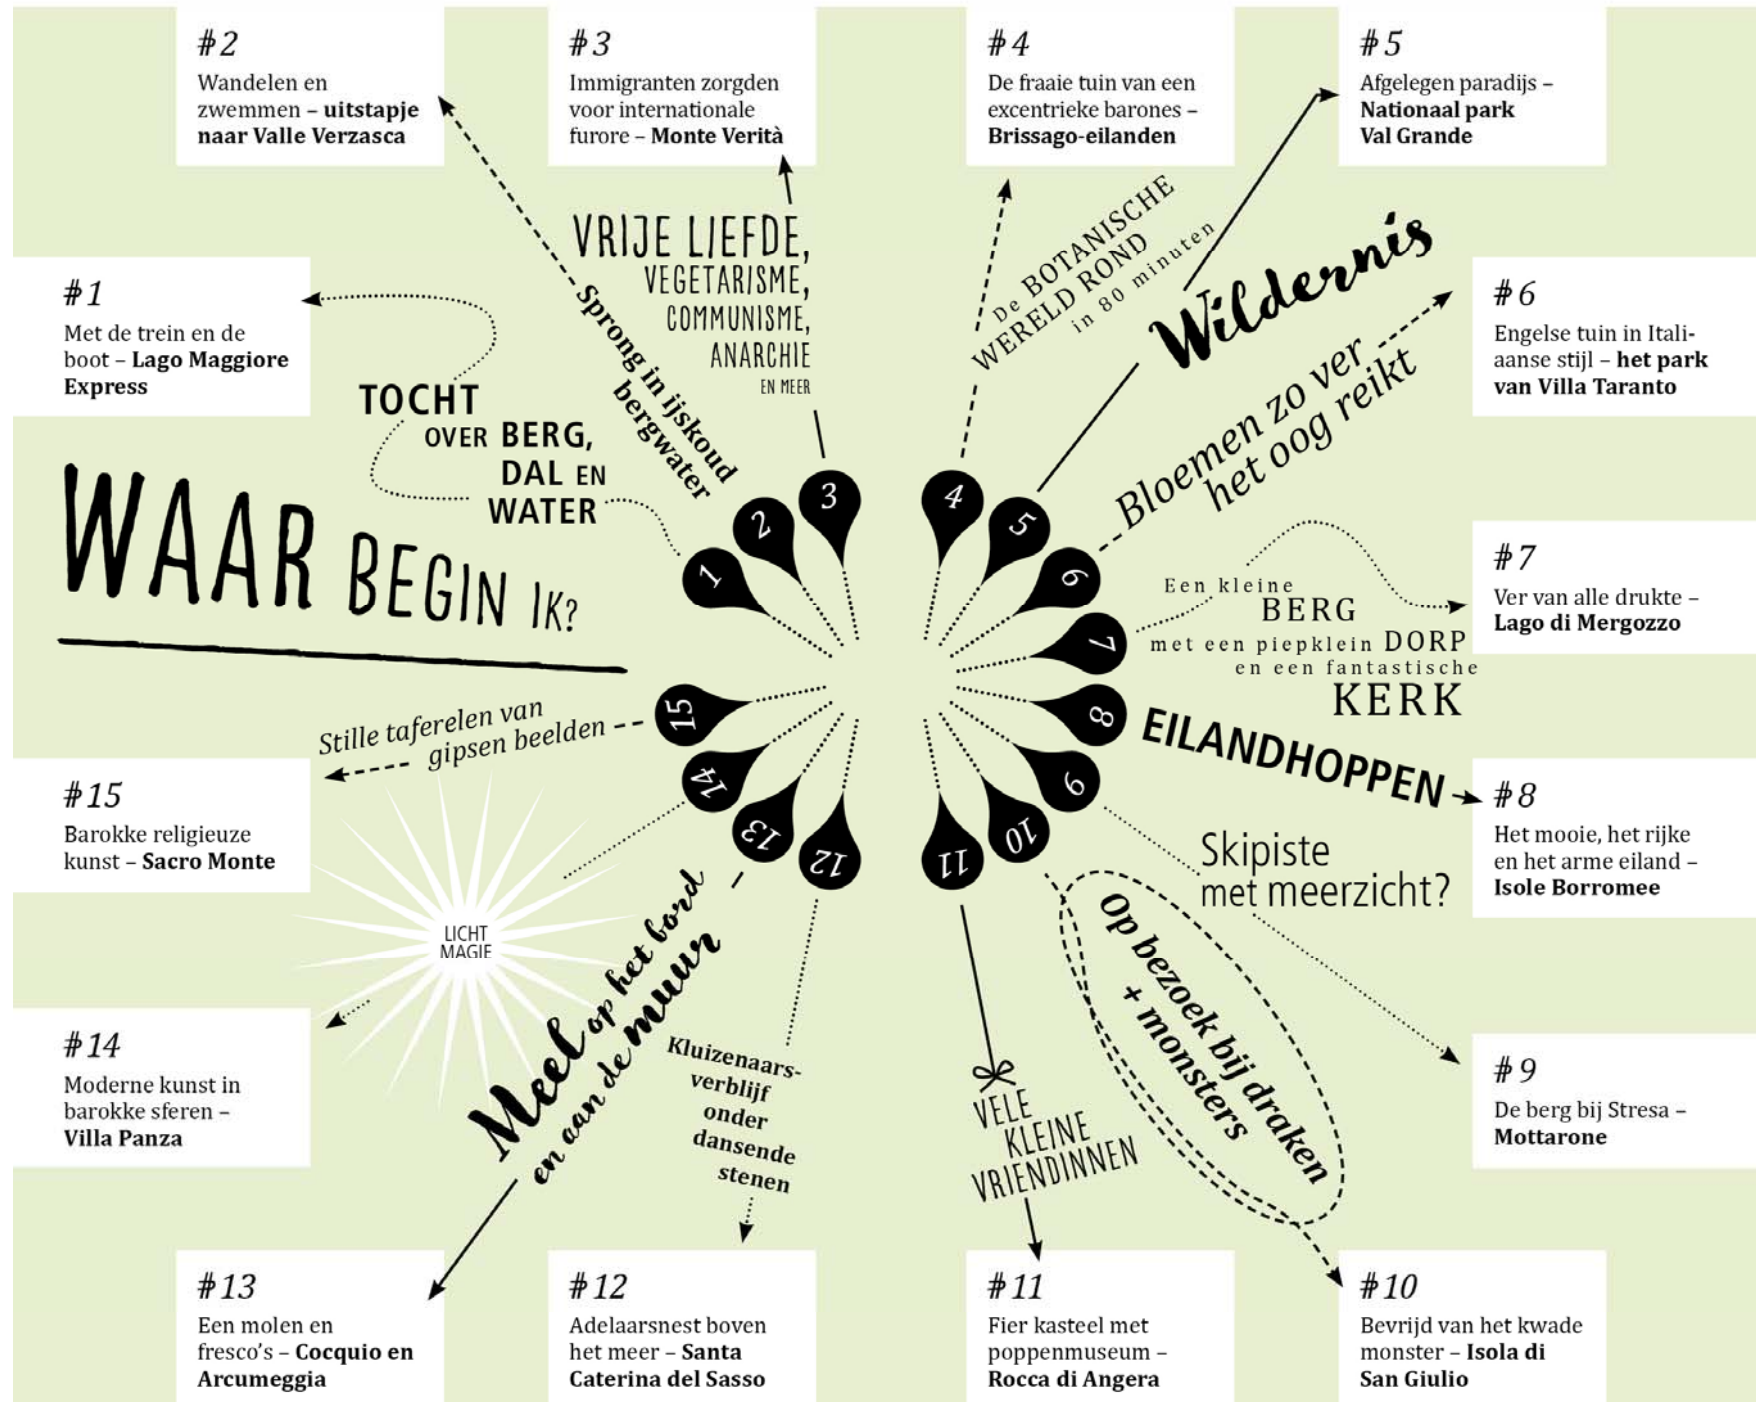 #2
Wandelen en
zwemmen – uitstapje
naar Valle Verzasca
#3
Immigranten zorgden
voor internationale
furore – Monte Verità
#4
De fraaie tuin van een
excentrieke barones –
Brissago-eilanden
#5
Afgelegen paradijs –
Nationaal park
Val Grande
#1
Met de trein en de
boot – Lago Maggiore
Express
TOCHT
OVER BERG,
DAL EN
WATER
Sprong in ijskoud
bergwater
VRIJE LIEFDE,
VEGETARISME,
COMMUNISME,
ANARCHIE
EN MEER
De BOTANISCHE
WERELD ROND
in 80 minuten
Wildernis
Bloemen zo ver
het oog reikt
#6
Engelse tuin in Itali-
aanse stijl – het park
van Villa Taranto
WAAR BEGIN IK?
1
2
3
4
5
6
7
8
9
10
11
12
13
14
15
Een kleine
BERG
met een piepklein DORP
en een fantastische
KERK
#7
Ver van alle drukte –
Lago di Mergozzo
EILANDHOPPEN
#8
Het mooie, het rijke
en het arme eiland –
Isole Borromee
Stille taferelen van
gipsen beelden
#15
Barokke religieuze
kunst – Sacro Monte
LICHT
MAGIE
Skipiste
met meerzicht?
#14
Moderne kunst in
barokke sferen –
Villa Panza
Meel op het bord
en aan de muur
Kluizenaars-
verblijf
onder
dansende
stenen
VELE
KLEINE
VRIENDINNEN
Op bezoek bij draken
+ monsters
#9
De berg bij Stresa –
Mottarone
#13
Een molen en
fresco's – Cocquio en
Arcumeggia
#12
Adelaarsnest boven
het meer – Santa
Caterina del Sasso
#11
Fier kasteel met
poppenmuseum –
Rocca di Angera
#10
Bevrijd van het kwade
monster – Isola di
San Giulio